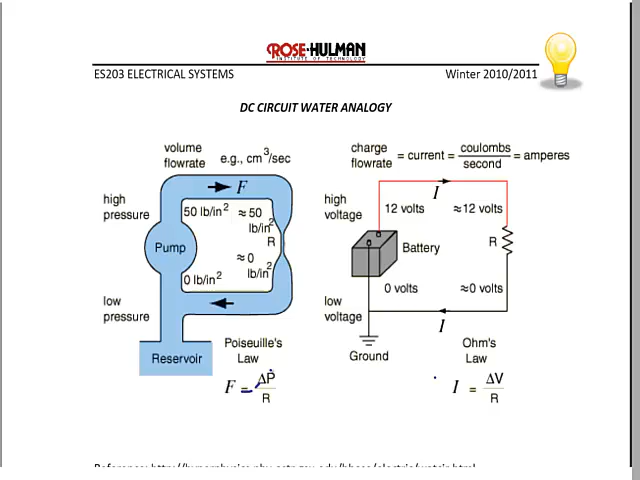 ROSE-HULMAN
INSTITUTE OF TECHNOLOGY
ES203 ELECTRICAL SYSTEMS Winter 2010/2011
DC CIRCUIT WATER ANALOGY
volume
flowrate e.g., cm³/sec
F
high
pressure
50 lb/in²
≈ 50
lb/in²
R
Pump
≈ 0
lb/in²
0 lb/in²
low
pressure
Reservoir
Poiseuille's
Law
F = ΔP/R
charge
flowrate = current = coulombs/second = amperes
I
high
voltage
12 volts ≈12 volts
Battery
R
0 volts ≈0 volts
low
voltage
I
Ground
Ohm's
Law
I = ΔV/R